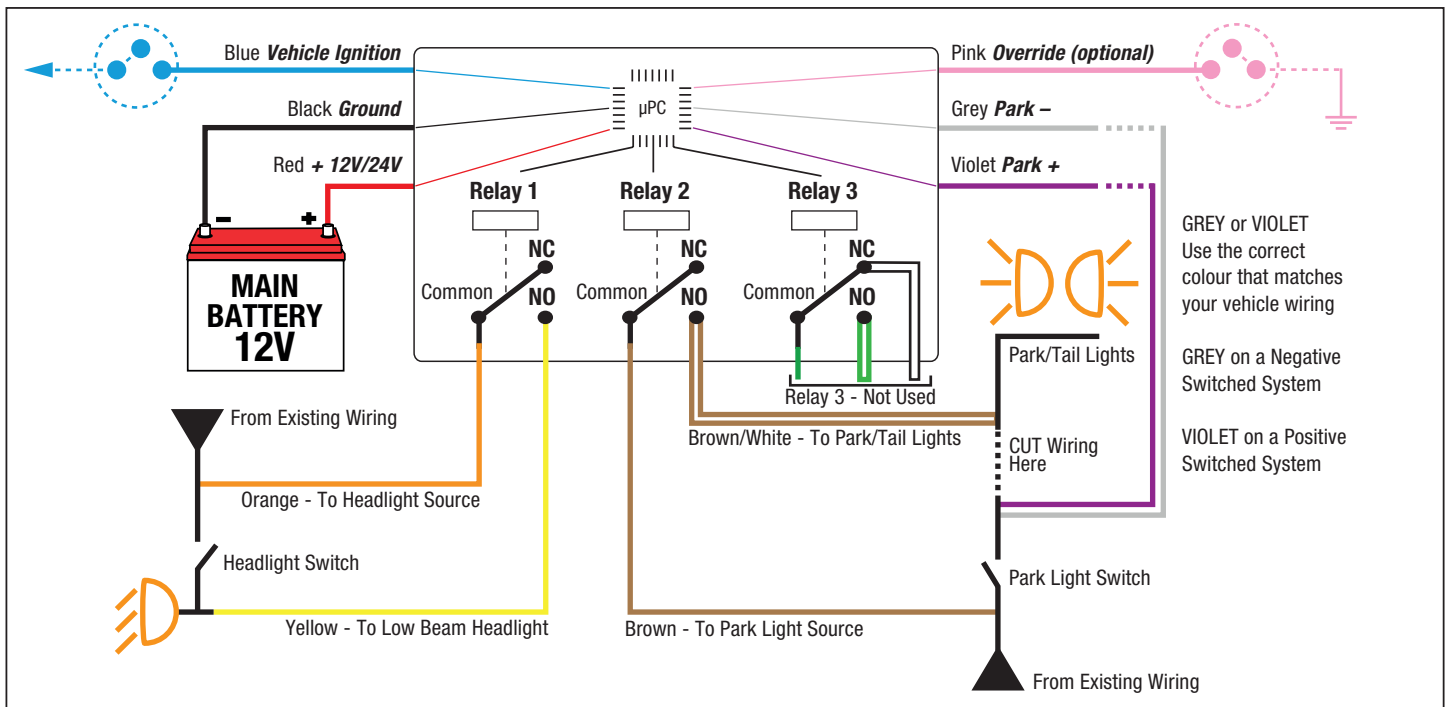 Blue Vehicle Ignition
Black Ground
Red + 12V/24V
µPC
Pink Override (optional)
Grey Park –
Violet Park +
Relay 1
Relay 2
Relay 3
NC
NC
NC
Common
NO
Common
NO
Common
NO
- +
MAIN
BATTERY
12V
GREY or VIOLET
Use the correct
colour that matches
your vehicle wiring
GREY on a Negative
Switched System
VIOLET on a Positive
Switched System
Park/Tail Lights
Relay 3 - Not Used
From Existing Wiring
Brown/White - To Park/Tail Lights
CUT Wiring
Here
Orange - To Headlight Source
Headlight Switch
Park Light Switch
Yellow - To Low Beam Headlight
Brown - To Park Light Source
From Existing Wiring